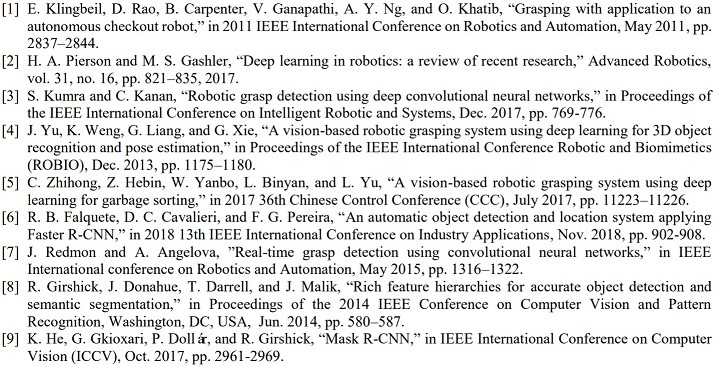 [1] E. Klingbeil, D. Rao, B. Carpenter, V. Ganapathi, A. Y. Ng, and O. Khatib, “Grasping with application to an
autonomous checkout robot,” in 2011 IEEE International Conference on Robotics and Automation, May 2011, pp.
2837–2844.
[2] H. A. Pierson and M. S. Gashler, “Deep learning in robotics: a review of recent research,” Advanced Robotics,
vol. 31, no. 16, pp. 821–835, 2017.
[3] S. Kumra and C. Kanan, “Robotic grasp detection using deep convolutional neural networks,” in Proceedings of
the IEEE International Conference on Intelligent Robotic and Systems, Dec. 2017, pp. 769-776.
[4] J. Yu, K. Weng, G. Liang, and G. Xie, “A vision-based robotic grasping system using deep learning for 3D object
recognition and pose estimation,” in Proceedings of the IEEE International Conference Robotic and Biomimetics
(ROBIO), Dec. 2013, pp. 1175–1180.
[5] C. Zhihong, Z. Hebin, W. Yanbo, L. Binyan, and L. Yu, “A vision-based robotic grasping system using deep
learning for garbage sorting,” in 2017 36th Chinese Control Conference (CCC), July 2017, pp. 11223–11226.
[6] R. B. Falquete, D. C. Cavalieri, and F. G. Pereira, “An automatic object detection and location system applying
Faster R-CNN,” in 2018 13th IEEE International Conference on Industry Applications, Nov. 2018, pp. 902-908.
[7] J. Redmon and A. Angelova, ”Real-time grasp detection using convolutional neural networks,” in IEEE
International conference on Robotics and Automation, May 2015, pp. 1316–1322.
[8] R. Girshick, J. Donahue, T. Darrell, and J. Malik, “Rich feature hierarchies for accurate object detection and
semantic segmentation,” in Proceedings of the 2014 IEEE Conference on Computer Vision and Pattern
Recognition, Washington, DC, USA, Jun. 2014, pp. 580–587.
[9] K. He, G. Gkioxari, P. Doll ár, and R. Girshick, “Mask R-CNN,” in IEEE International Conference on Computer
Vision (ICCV), Oct. 2017, pp. 2961-2969.